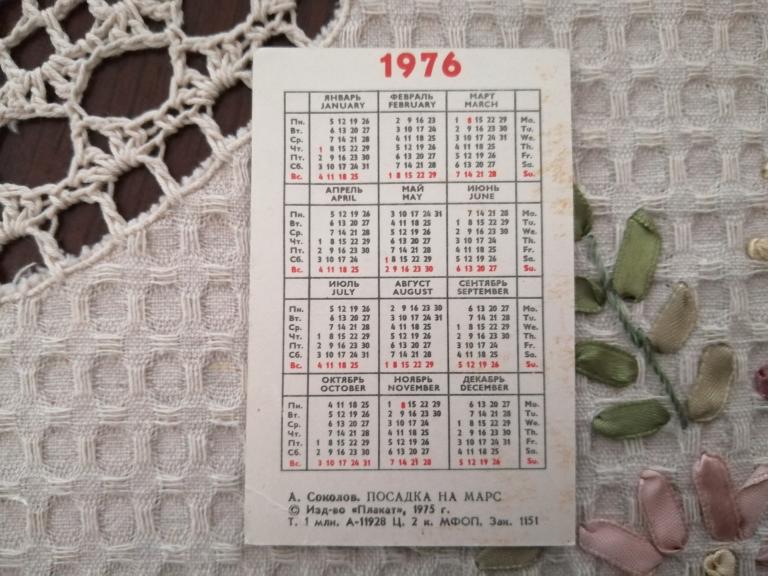 1976
ЯНВАРЬ ФЕВРАЛЬ МАРТ
JANUARY FEBRUARY MARCH
Пн. 5 12 19 26 2 9 16 23 1 8 15 22 29 Mo.
Вт. 6 13 20 27 3 10 17 24 2 9 16 23 30 Tu.
Ср. 7 14 21 28 4 11 18 25 3 10 17 24 31 We.
Чт. 1 8 15 22 29 5 12 19 26 4 11 18 25 Th.
Пт. 2 9 16 23 30 6 13 20 27 5 12 19 26 Fr.
Сб. 3 10 17 24 31 7 14 21 28 6 13 20 27 Sa.
Вс. 4 11 18 25 1 8 15 22 29 7 14 21 28 Su.
АПРЕЛЬ МАЙ ИЮНЬ
APRIL MAY JUNE
Пн. 5 12 19 26 3 10 17 24 31 7 14 21 28 Mo.
Вт. 6 13 20 27 4 11 18 25 1 8 15 22 29 Tu.
Ср. 7 14 21 28 5 12 19 26 2 9 16 23 30 We.
Чт. 1 8 15 22 29 6 13 20 27 3 10 17 24 Th.
Пт. 2 9 16 23 30 7 14 21 28 4 11 18 25 Fr.
Сб. 3 10 17 24 1 8 15 22 29 5 12 19 26 Sa.
Вс. 4 11 18 25 2 9 16 23 30 6 13 20 27 Su.
ИЮЛЬ АВГУСТ СЕНТЯБРЬ
JULY AUGUST SEPTEMBER
Пн. 5 12 19 26 2 9 16 23 30 6 13 20 27 Mo.
Вт. 6 13 20 27 3 10 17 24 31 7 14 21 28 Tu.
Ср. 7 14 21 28 4 11 18 25 1 8 15 22 29 We.
Чт. 1 8 15 22 29 5 12 19 26 2 9 16 23 30 Th.
Пт. 2 9 16 23 30 6 13 20 27 3 10 17 24 Fr.
Сб. 3 10 17 24 31 7 14 21 28 4 11 18 25 Sa.
Вс. 4 11 18 25 1 8 15 22 29 5 12 19 26 Su.
ОКТЯБРЬ НОЯБРЬ ДЕКАБРЬ
OCTOBER NOVEMBER DECEMBER
Пн. 4 11 18 25 1 8 15 22 29 6 13 20 27 Mo.
Вт. 5 12 19 26 2 9 16 23 30 7 14 21 28 Tu.
Ср. 6 13 20 27 3 10 17 24 1 8 15 22 29 We.
Чт. 7 14 21 28 4 11 18 25 2 9 16 23 30 Th.
Пт. 1 8 15 22 29 5 12 19 26 3 10 17 24 31 Fr.
Сб. 2 9 16 23 30 6 13 20 27 4 11 18 25 Sa.
Вс. 3 10 17 24 31 7 14 21 28 5 12 19 26 Su.
А. Соколов. ПОСАДКА НА МАРС
© Изд-во «Плакат», 1975 г.
Т. 1 млн. А-11928 Ц. 2 к. МФОП. Зак. 1151